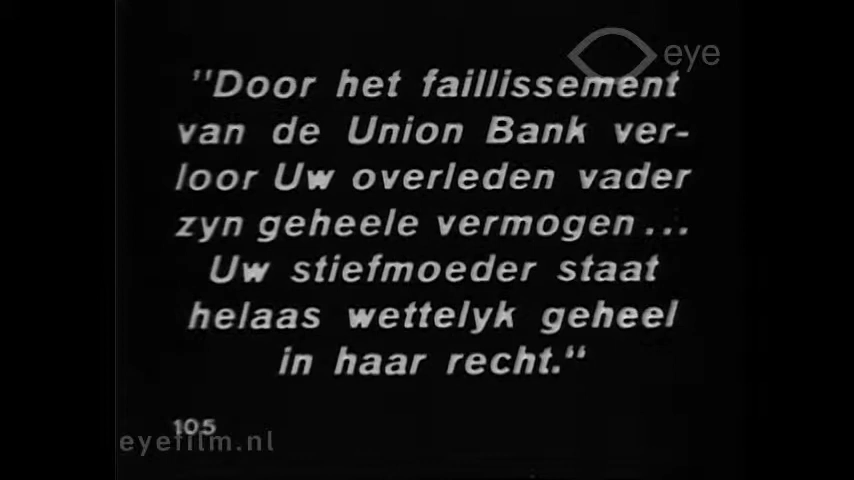 eye
"Door het faillissement
van de Union Bank ver-
loor Uw overleden vader
zyn geheele vermogen...
Uw stiefmoeder staat
helaas wettelyk geheel
in haar recht."
105
eyefilm.nl